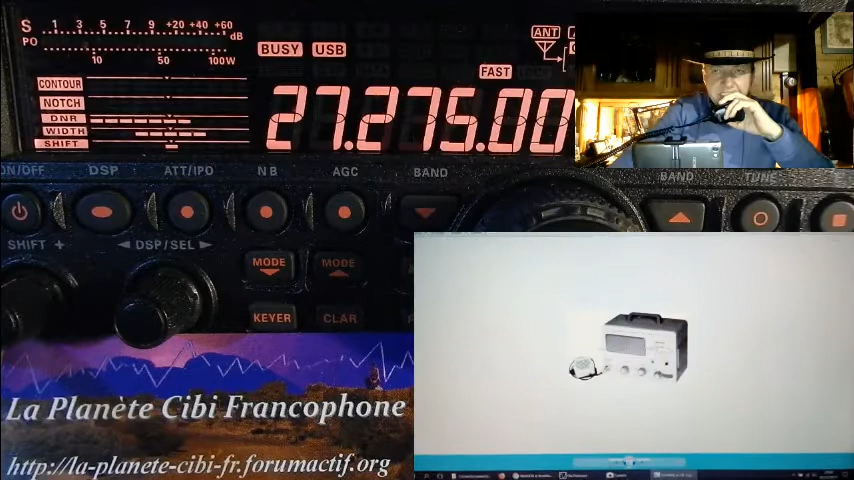 S 1 3 5 7 9 +20 +40 +60 dB
PO 10 50 100W
BUSY USB
ANT
FAST
CONTOUR
NOTCH
DNR
WIDTH
SHIFT
27.275.00
ON/OFF DSP ATT/IPO NB AGC BAND BAND TUNE
SHIFT + DSP/SEL
MODE MODE
KEYER CLAR
La Planète Cibi Francophone
http://la-planete-cibi-fr.forumactif.org